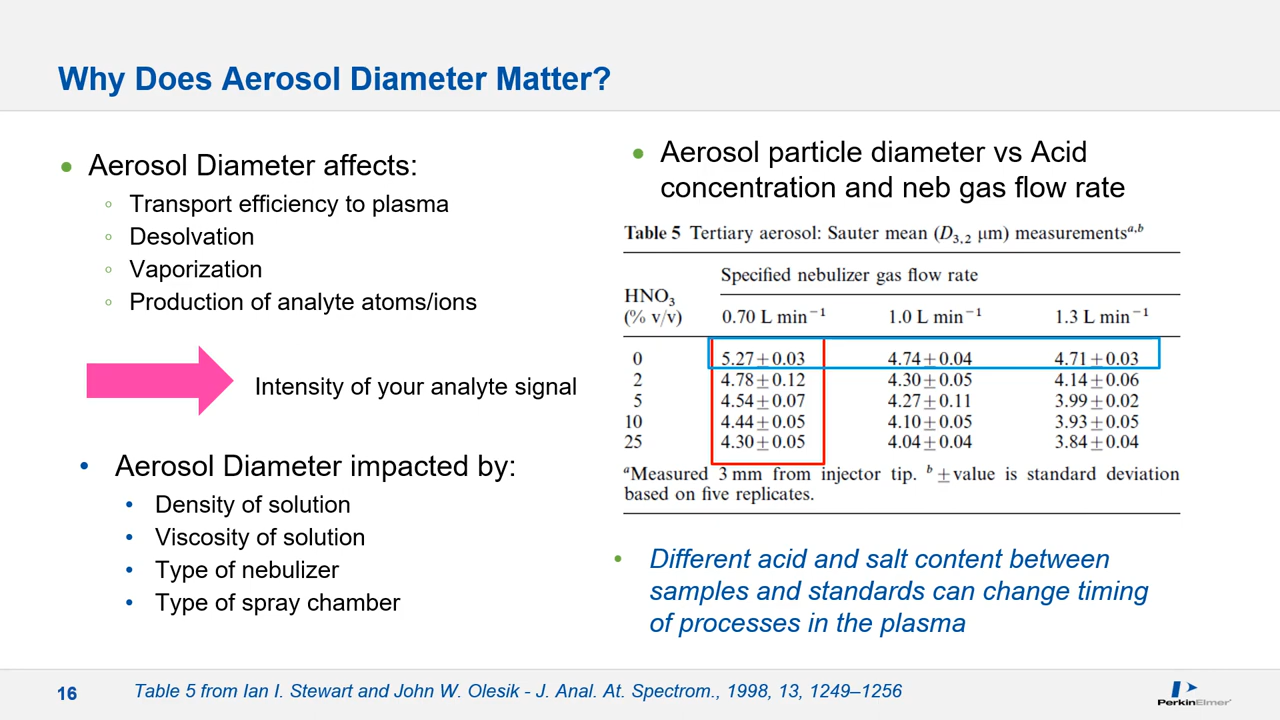 Why Does Aerosol Diameter Matter?
• Aerosol Diameter affects:
◦ Transport efficiency to plasma
◦ Desolvation
◦ Vaporization
◦ Production of analyte atoms/ions
Intensity of your analyte signal
• Aerosol Diameter impacted by:
• Density of solution
• Viscosity of solution
• Type of nebulizer
• Type of spray chamber
• Aerosol particle diameter vs Acid
concentration and neb gas flow rate
Table 5 Tertiary aerosol: Sauter mean (D3,2 µm) measurementsᵃ,ᵇ
Specified nebulizer gas flow rate
HNO₃
(% v/v) 0.70 L min⁻¹ 1.0 L min⁻¹ 1.3 L min⁻¹
0 5.27±0.03 4.74±0.04 4.71±0.03
2 4.78±0.12 4.30±0.05 4.14±0.06
5 4.54±0.07 4.27±0.11 3.99±0.02
10 4.44±0.05 4.10±0.05 3.93±0.05
25 4.30±0.05 4.04±0.04 3.84±0.04
ᵃMeasured 3 mm from injector tip. ᵇ ±value is standard deviation
based on five replicates.
• Different acid and salt content between
samples and standards can change timing
of processes in the plasma
16
Table 5 from Ian I. Stewart and John W. Olesik - J. Anal. At. Spectrom., 1998, 13, 1249–1256
PerkinElmer